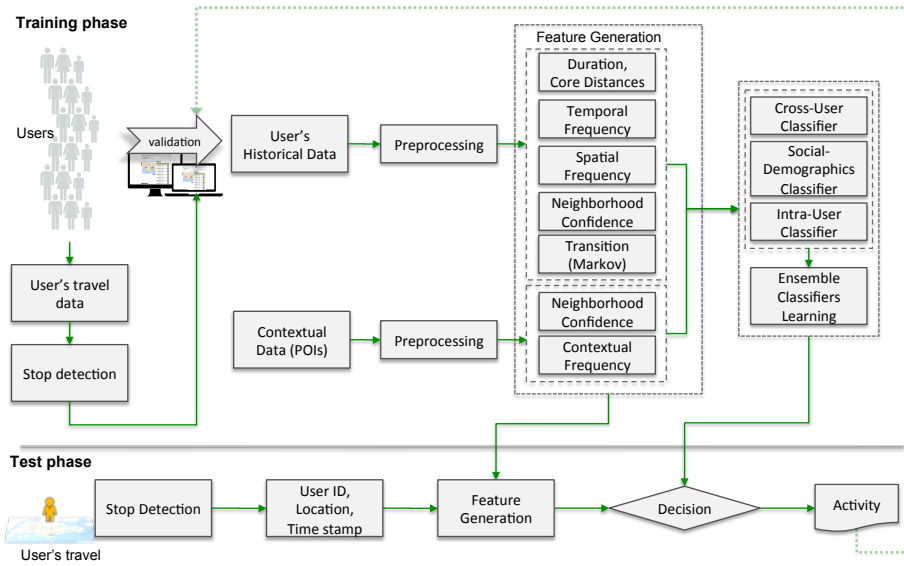 Training phase
Users
validation
User's
Historical Data
Preprocessing
Feature Generation
Duration,
Core Distances
Temporal
Frequency
Spatial
Frequency
Neighborhood
Confidence
Transition
(Markov)
Cross-User
Classifier
Social-
Demographics
Classifier
Intra-User
Classifier
Ensemble
Classifiers
Learning
User's travel
data
Stop detection
Contextual
Data (POIs)
Preprocessing
Neighborhood
Confidence
Contextual
Frequency
Test phase
User's travel
Stop Detection
User ID,
Location,
Time stamp
Feature
Generation
Decision
Activity